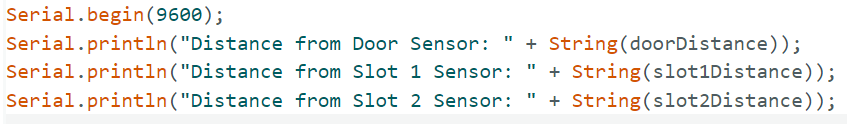 Serial.begin(9600);
Serial.println("Distance from Door Sensor: " + String(doorDistance));
Serial.println("Distance from Slot 1 Sensor: " + String(slot1Distance));
Serial.println("Distance from Slot 2 Sensor: " + String(slot2Distance));